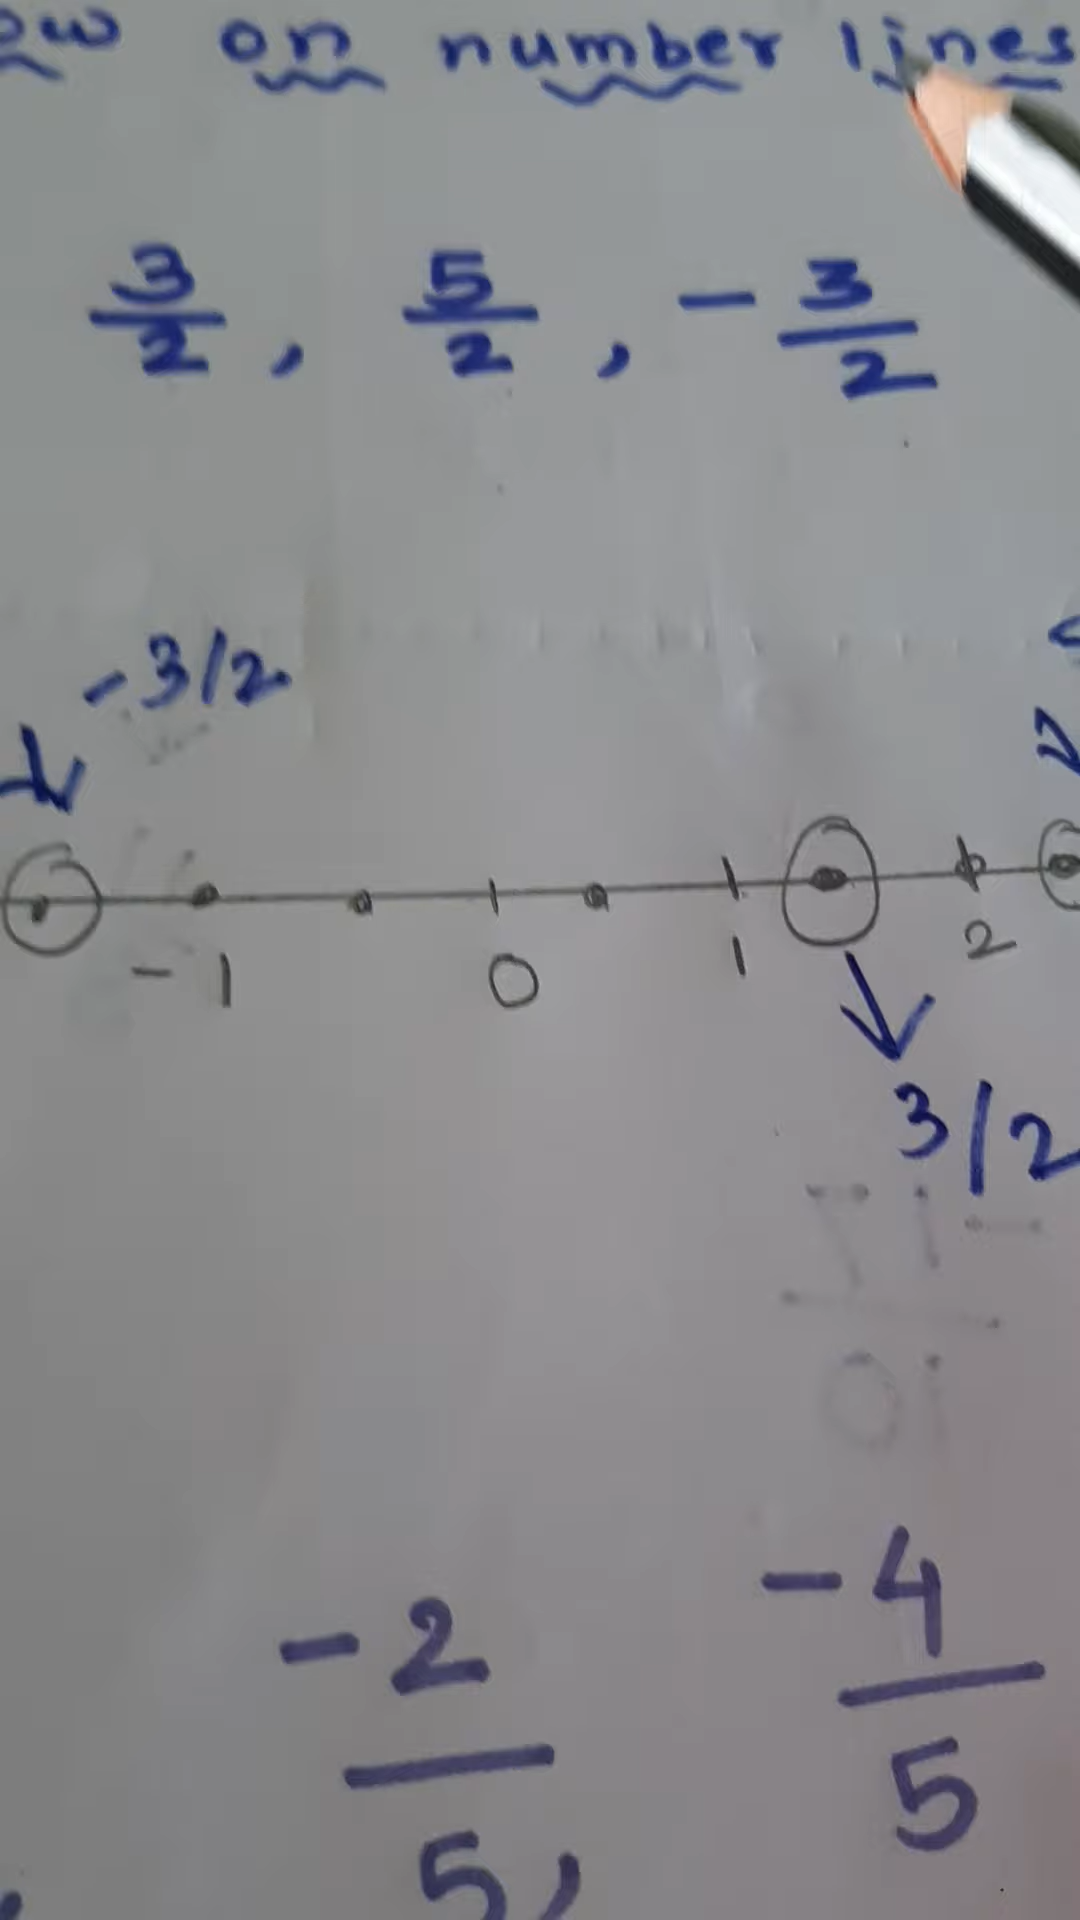 on number lines
3/2, 5/2, -3/2
-3/2
-1 0 1 2
3/2
-2/5, -4/5